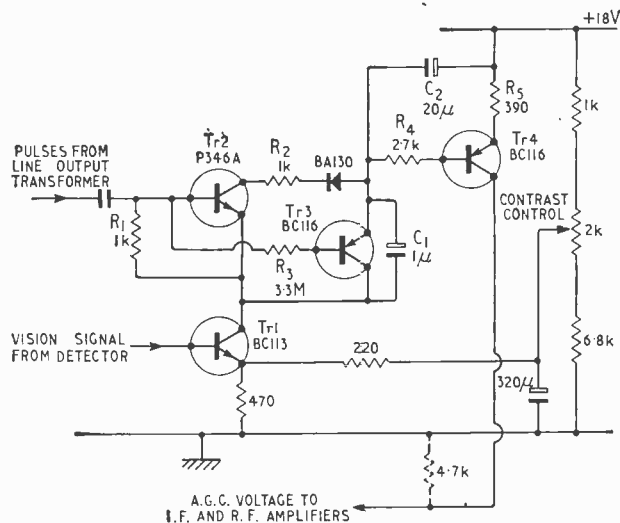 +18V
C2
20μ
R5
390
1k
R4
2.7k
Tr4
BC116
Tr2
P346A
R2
1k
BA130
PULSES FROM
LINE OUTPUT
TRANSFORMER
CONTRAST
CONTROL
2k
Tr3
BC116
R1
1k
C1
1μ
R3
3.3M
Tr1
BC113
VISION SIGNAL
FROM DETECTOR
220
6.8k
470
320μ
4.7k
A.G.C. VOLTAGE TO
I.F. AND R.F. AMPLIFIERS